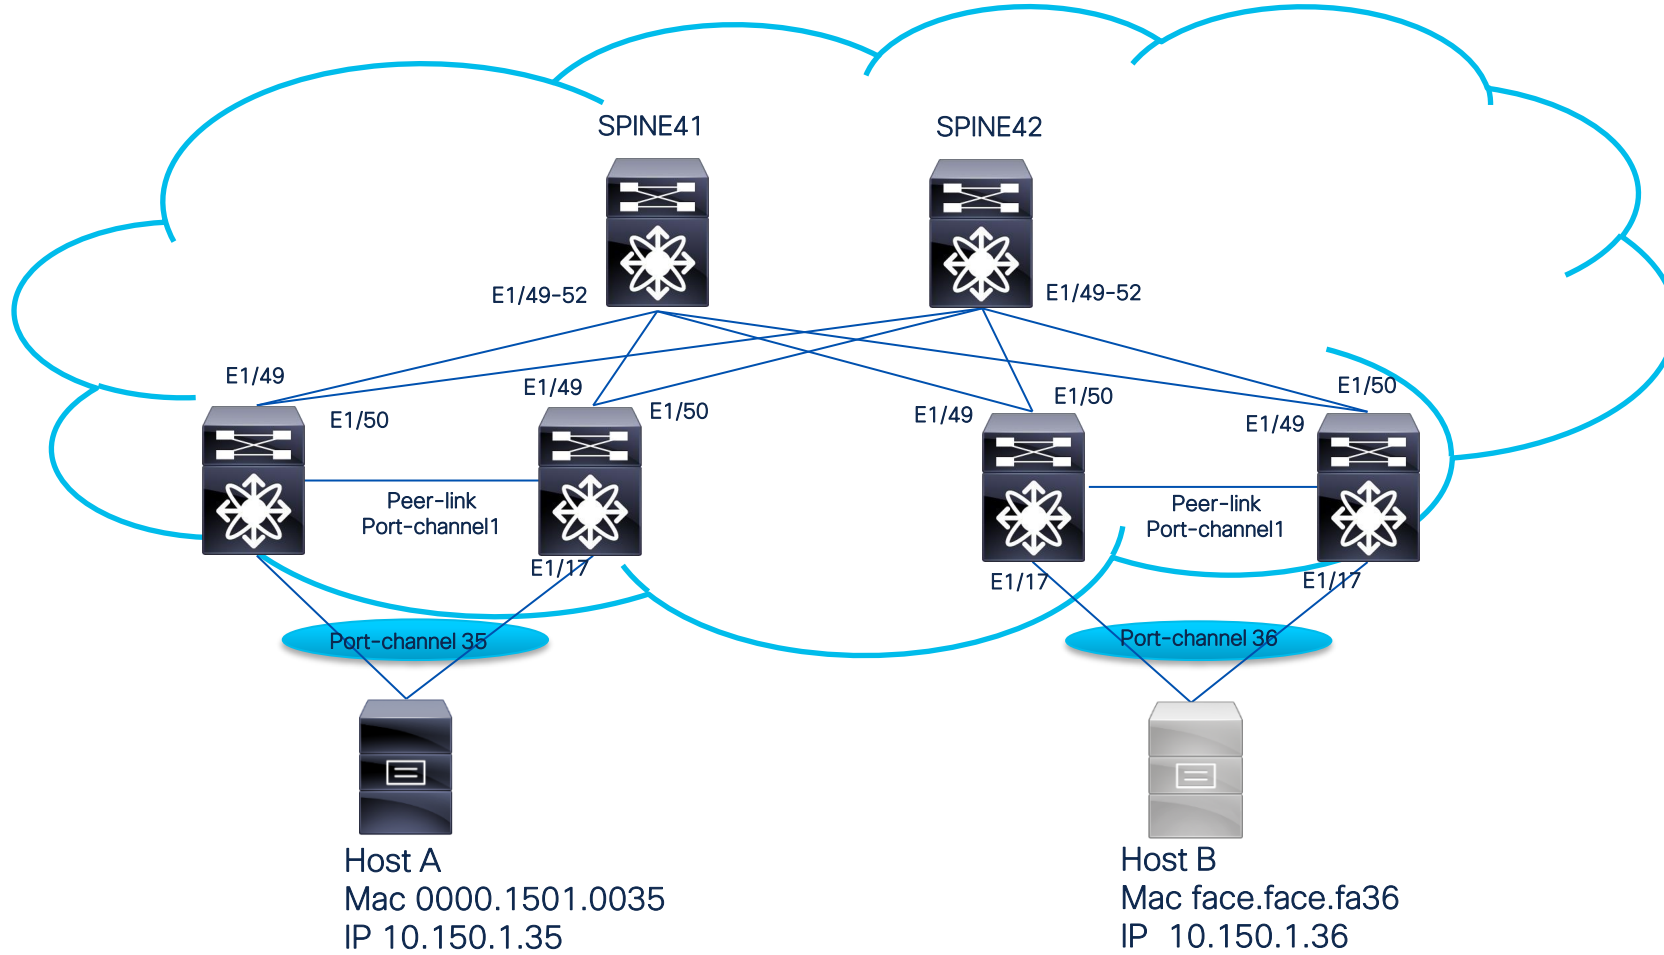 SPINE41
SPINE42
E1/49-52
E1/49-52
E1/49
E1/50
E1/49
E1/50
E1/49
E1/50
E1/49
E1/50
Peer-link
Port-channel1
Peer-link
Port-channel1
E1/17
E1/17
E1/17
Port-channel 35
Port-channel 36
Host A
Mac 0000.1501.0035
IP 10.150.1.35
Host B
Mac face.face.fa36
IP 10.150.1.36